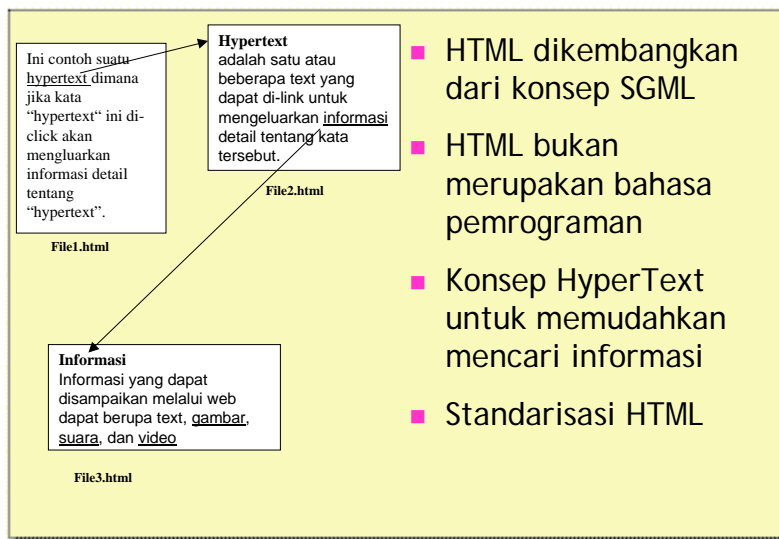 Ini contoh suatu
hypertext dimana
jika kata
“hypertext“ ini di-
click akan
mengluarkan
informasi detail
tentang
“hypertext”.
File1.html
Hypertext
adalah satu atau
beberapa text yang
dapat di-link untuk
mengeluarkan informasi
detail tentang kata
tersebut.
File2.html
Informasi
Informasi yang dapat
disampaikan melalui web
dapat berupa text, gambar,
suara, dan video
File3.html
HTML dikembangkan
dari konsep SGML
HTML bukan
merupakan bahasa
pemrograman
Konsep HyperText
untuk memudahkan
mencari informasi
Standarisasi HTML